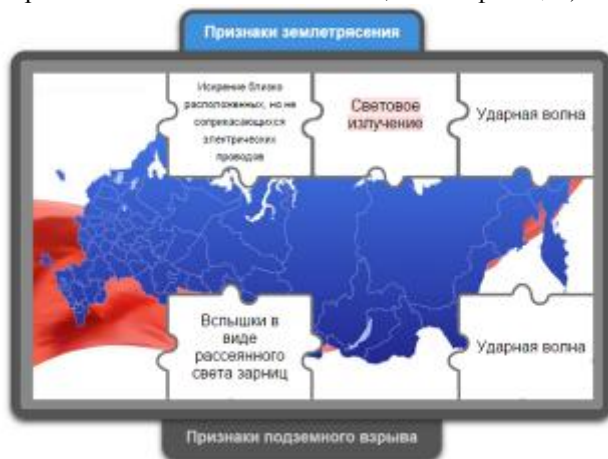 Признаки землетрясения
Искрение близко
расположенных, но не
соприкасающихся
электрических
проводов
Световое
излучение
Ударная волна
Вспышки в
виде
рассеянного
света зарниц
Ударная волна
Признаки подземного взрыва